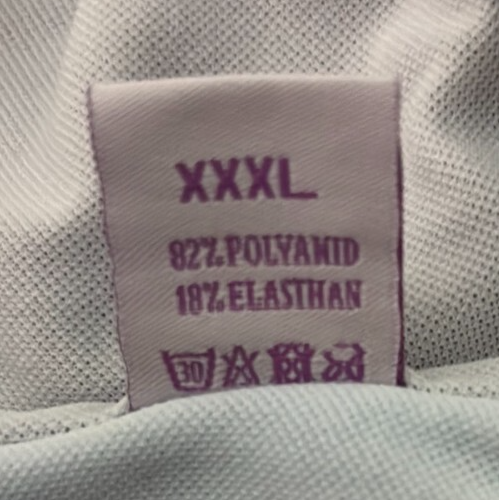 XXXL
82% POLYAMID
18% ELASTHAN
30